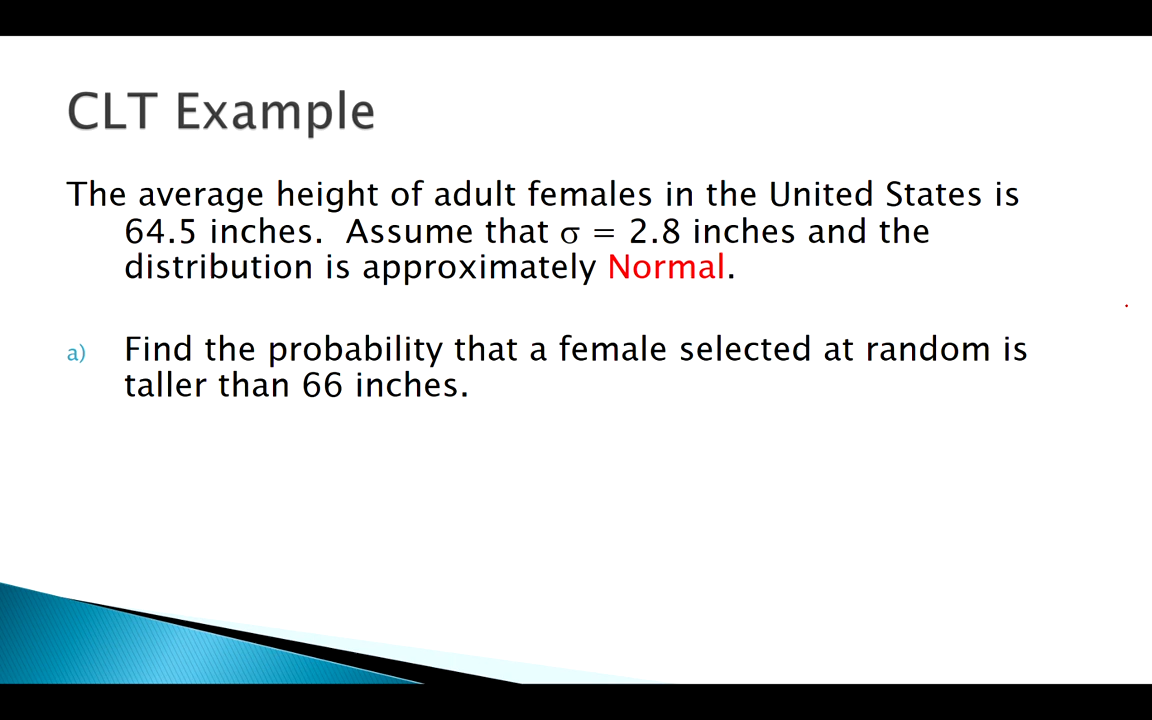 CLT Example
The average height of adult females in the United States is
64.5 inches.  Assume that σ = 2.8 inches and the
distribution is approximately Normal.
a) Find the probability that a female selected at random is
taller than 66 inches.